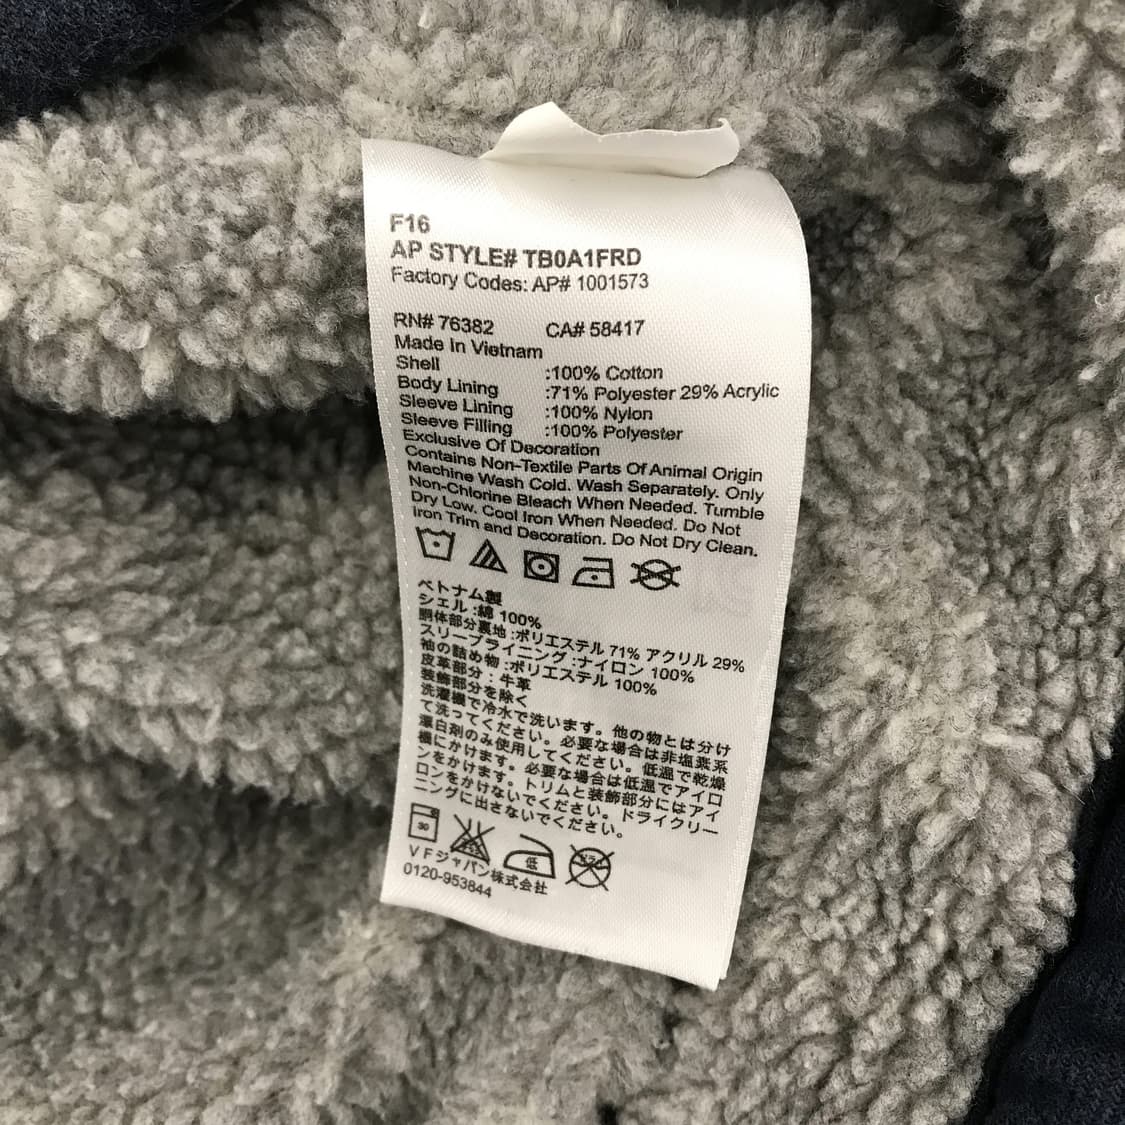 F16
AP STYLE# TB0A1FRD
Factory Codes: AP# 1001573
RN# 76382 CA# 58417
Made In Vietnam
Shell :100% Cotton
Body Lining :71% Polyester 29% Acrylic
Sleeve Lining :100% Nylon
Sleeve Filling :100% Polyester
Exclusive Of Decoration
Contains Non-Textile Parts Of Animal Origin
Machine Wash Cold. Wash Separately. Only
Non-Chlorine Bleach When Needed. Tumble
Dry Low. Cool Iron When Needed. Do Not
Iron Trim and Decoration. Do Not Dry Clean.
ベトナム製
シェル :綿 100%
胴体部分裏地 :ポリエステル 71% アクリル 29%
スリーブライニング :ナイロン 100%
袖の詰め物 :ポリエステル 100%
皮革部分 : 牛革
装飾部分を除く
洗濯機で冷水で洗います。他の物とは分け
て洗ってください。必要な場合は非塩素系
漂白剤のみ使用してください。低温で乾燥
機にかけます。必要な場合は低温でアイロ
ンをかけます。トリムと装飾部分にはアイ
ロンをかけないでください。ドライクリー
ニングに出さないでください。
30 低
VFジャパン株式会社
0120-953844